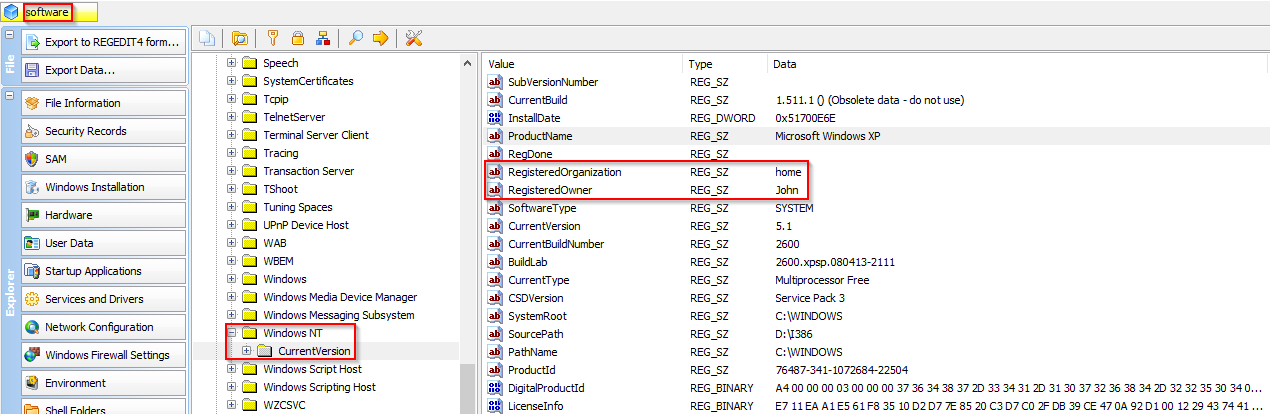 software
File
Export to REGEDIT4 form...
Export Data...
Explorer
File Information
Security Records
SAM
Windows Installation
Hardware
User Data
Startup Applications
Services and Drivers
Network Configuration
Windows Firewall Settings
Environment
Shell Folders
Speech
SystemCertificates
Tcpip
TelnetServer
Terminal Server Client
Tracing
Transaction Server
TShoot
Tuning Spaces
UPnP Device Host
WAB
WBEM
Windows
Windows Media Device Manager
Windows Messaging Subsystem
Windows NT
CurrentVersion
Windows Script Host
Windows Scripting Host
WZCSVC
Value Type Data
SubVersionNumber REG_SZ
CurrentBuild REG_SZ 1.511.1 () (Obsolete data - do not use)
InstallDate REG_DWORD 0x51700E6E
ProductName REG_SZ Microsoft Windows XP
RegDone REG_SZ
RegisteredOrganization REG_SZ home
RegisteredOwner REG_SZ John
SoftwareType REG_SZ SYSTEM
CurrentVersion REG_SZ 5.1
CurrentBuildNumber REG_SZ 2600
BuildLab REG_SZ 2600.xpsp.080413-2111
CurrentType REG_SZ Multiprocessor Free
CSDVersion REG_SZ Service Pack 3
SystemRoot REG_SZ C:\WINDOWS
SourcePath REG_SZ D:\I386
PathName REG_SZ C:\WINDOWS
ProductId REG_SZ 76487-341-1072684-22504
DigitalProductId REG_BINARY A4 00 00 00 03 00 00 00 37 36 34 38 37 2D 33 34 31 2D 31 30 37 32 36 38 34 2D 32 32 35 30 34 0...
LicenseInfo REG_BINARY E7 11 EA A1 E5 61 F8 35 10 D2 D7 7E 85 20 C3 D7 C0 2F DB 39 CE 47 0A 92 D1 00 12 29 43 74 41 ...